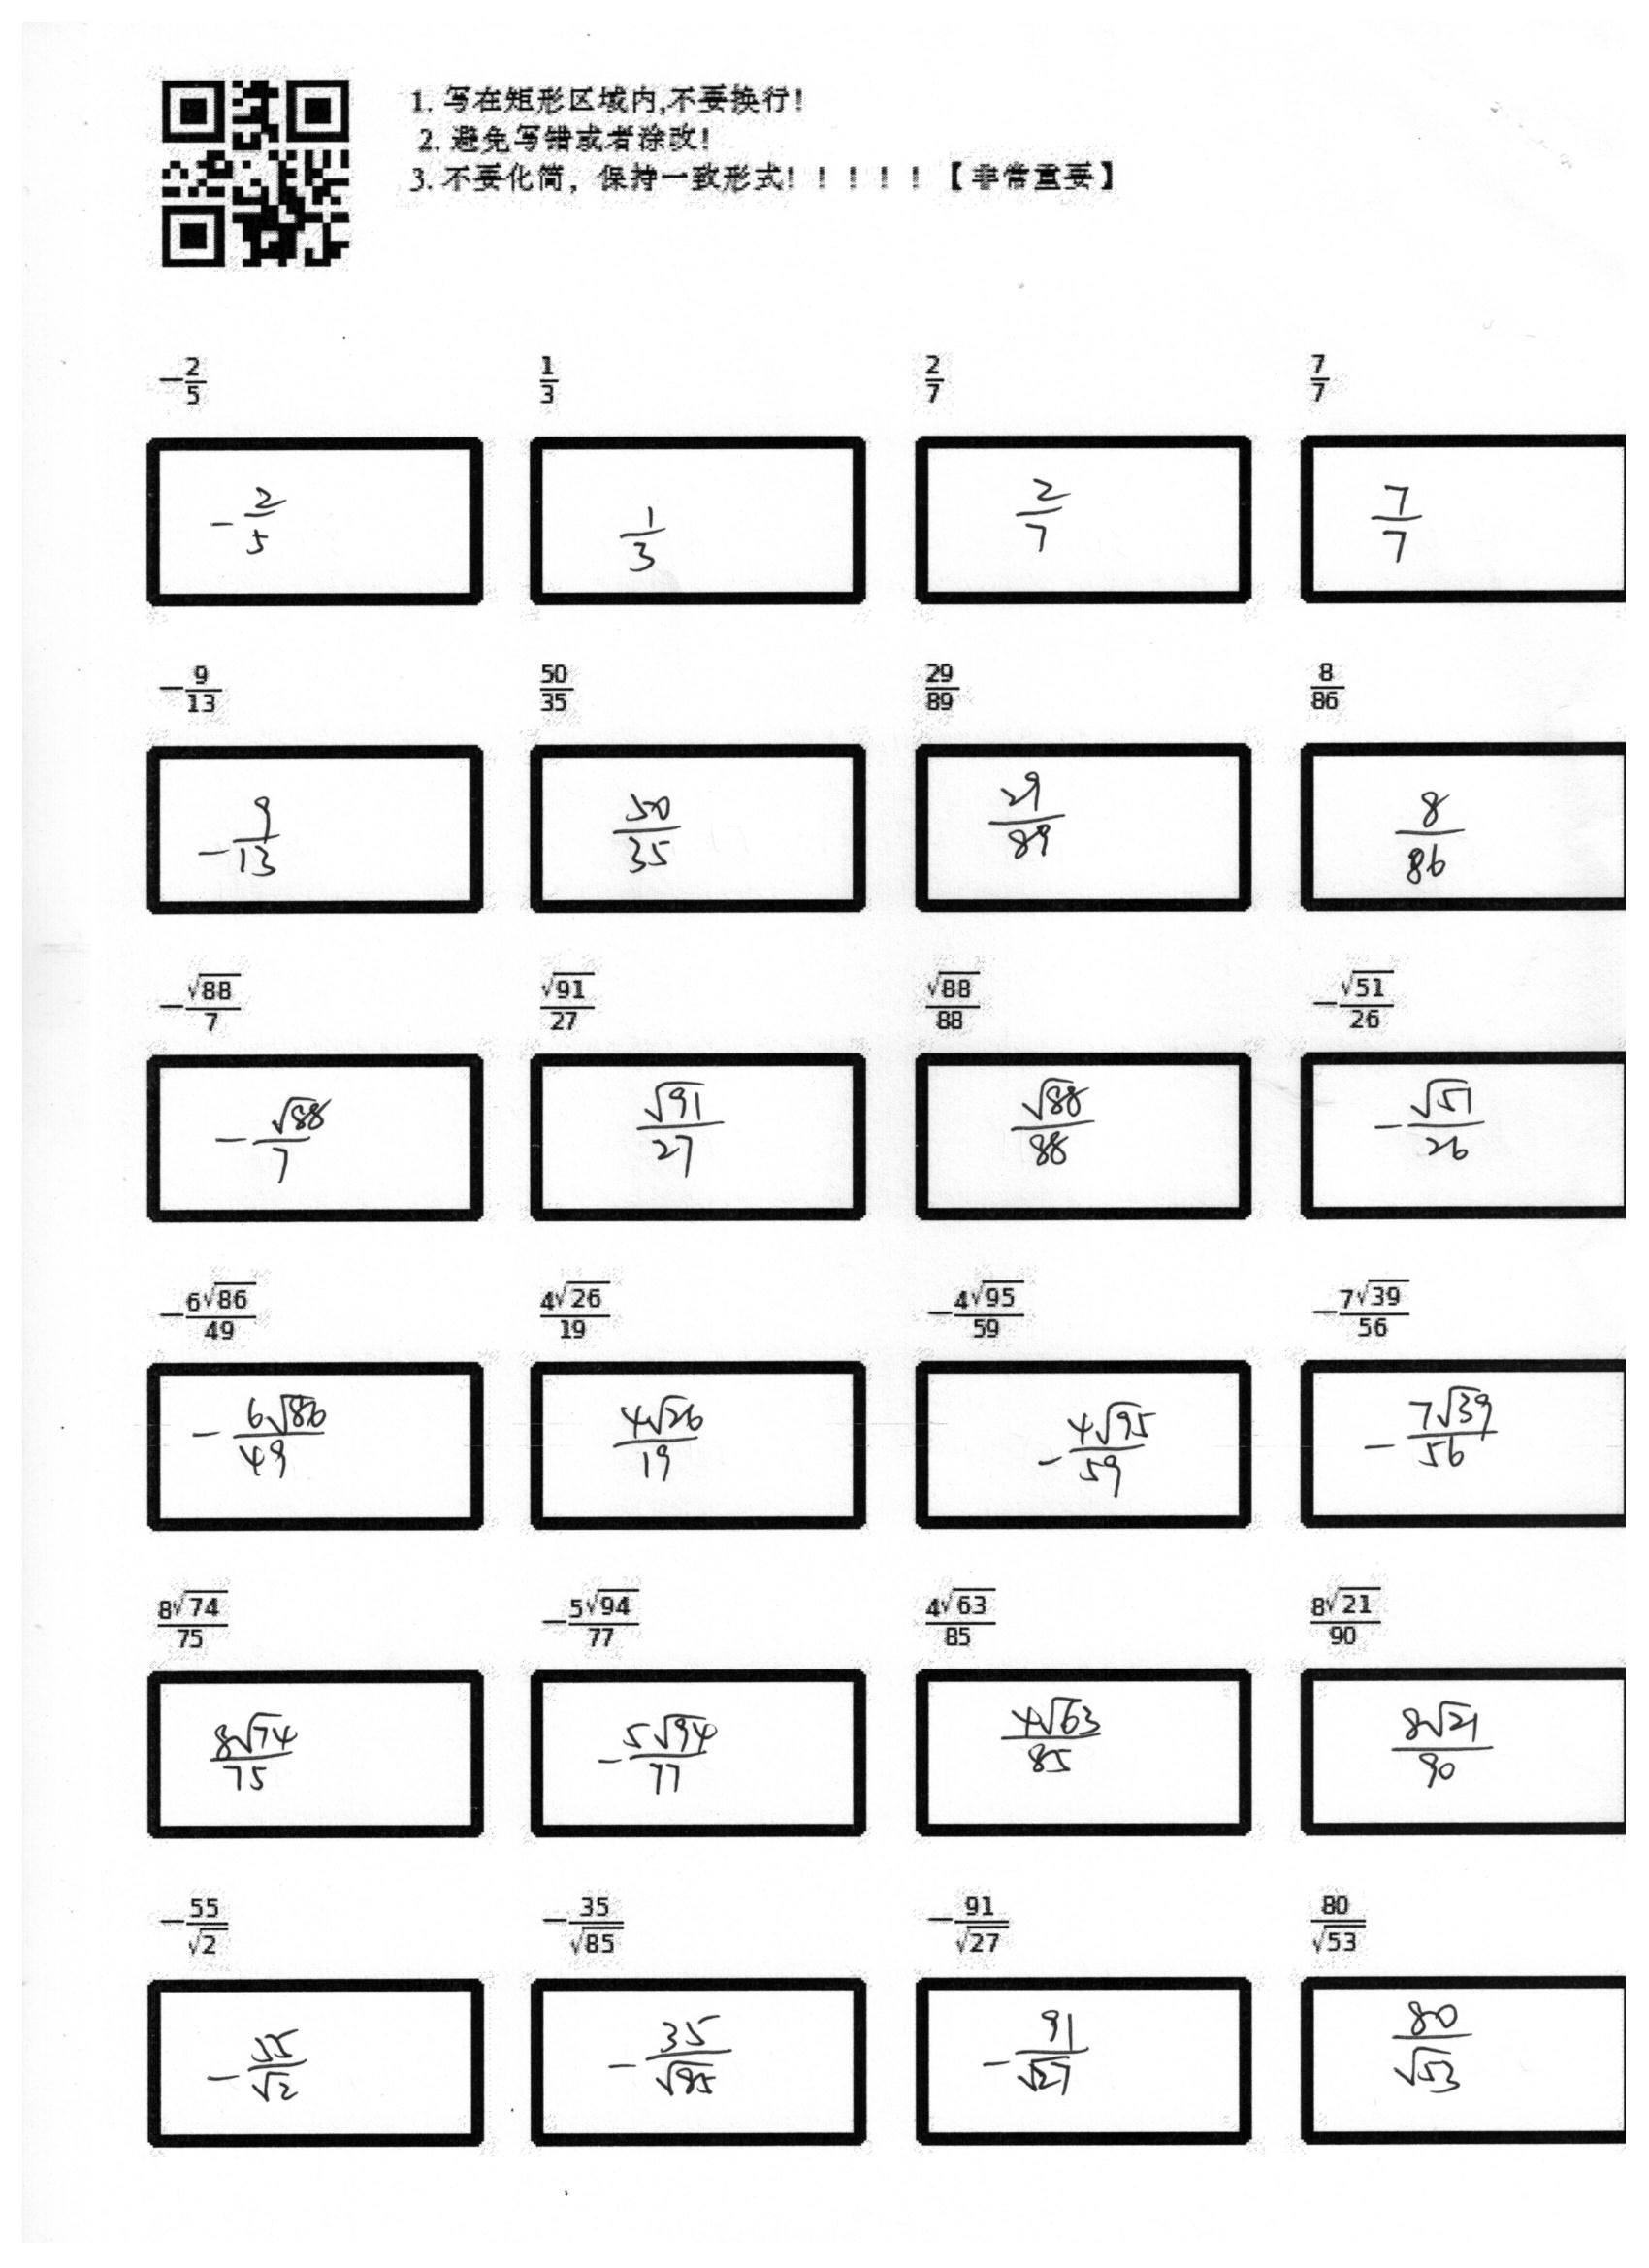 1. 写在矩形区域内,不要换行!
2. 避免写错或者涂改!
3. 不要化简，保持一致形式! ! ! ! ! 【非常重要】
-\frac{2}{5} \frac{1}{3} \frac{2}{7} \frac{7}{7}
-\frac{2}{5} \frac{1}{3} \frac{2}{7} \frac{7}{7}
-\frac{9}{13} \frac{50}{35} \frac{29}{89} \frac{8}{86}
-\frac{9}{13} \frac{50}{35} \frac{29}{89} \frac{8}{86}
-\frac{\sqrt{88}}{7} \frac{\sqrt{91}}{27} \frac{\sqrt{88}}{88} -\frac{\sqrt{51}}{26}
-\frac{\sqrt{88}}{7} \frac{\sqrt{91}}{27} \frac{\sqrt{88}}{88} -\frac{\sqrt{51}}{26}
-\frac{6\sqrt{86}}{49} \frac{4\sqrt{26}}{19} -\frac{4\sqrt{95}}{59} -\frac{7\sqrt{39}}{56}
-\frac{6\sqrt{86}}{49} \frac{4\sqrt{26}}{19} -\frac{4\sqrt{95}}{59} -\frac{7\sqrt{39}}{56}
\frac{8\sqrt{74}}{75} -\frac{5\sqrt{94}}{77} \frac{4\sqrt{63}}{85} \frac{8\sqrt{21}}{90}
\frac{8\sqrt{74}}{75} -\frac{5\sqrt{94}}{77} \frac{4\sqrt{63}}{85} \frac{8\sqrt{21}}{90}
-\frac{55}{\sqrt{2}} -\frac{35}{\sqrt{85}} -\frac{91}{\sqrt{27}} \frac{80}{\sqrt{53}}
-\frac{55}{\sqrt{2}} -\frac{35}{\sqrt{85}} -\frac{91}{\sqrt{27}} \frac{80}{\sqrt{53}}